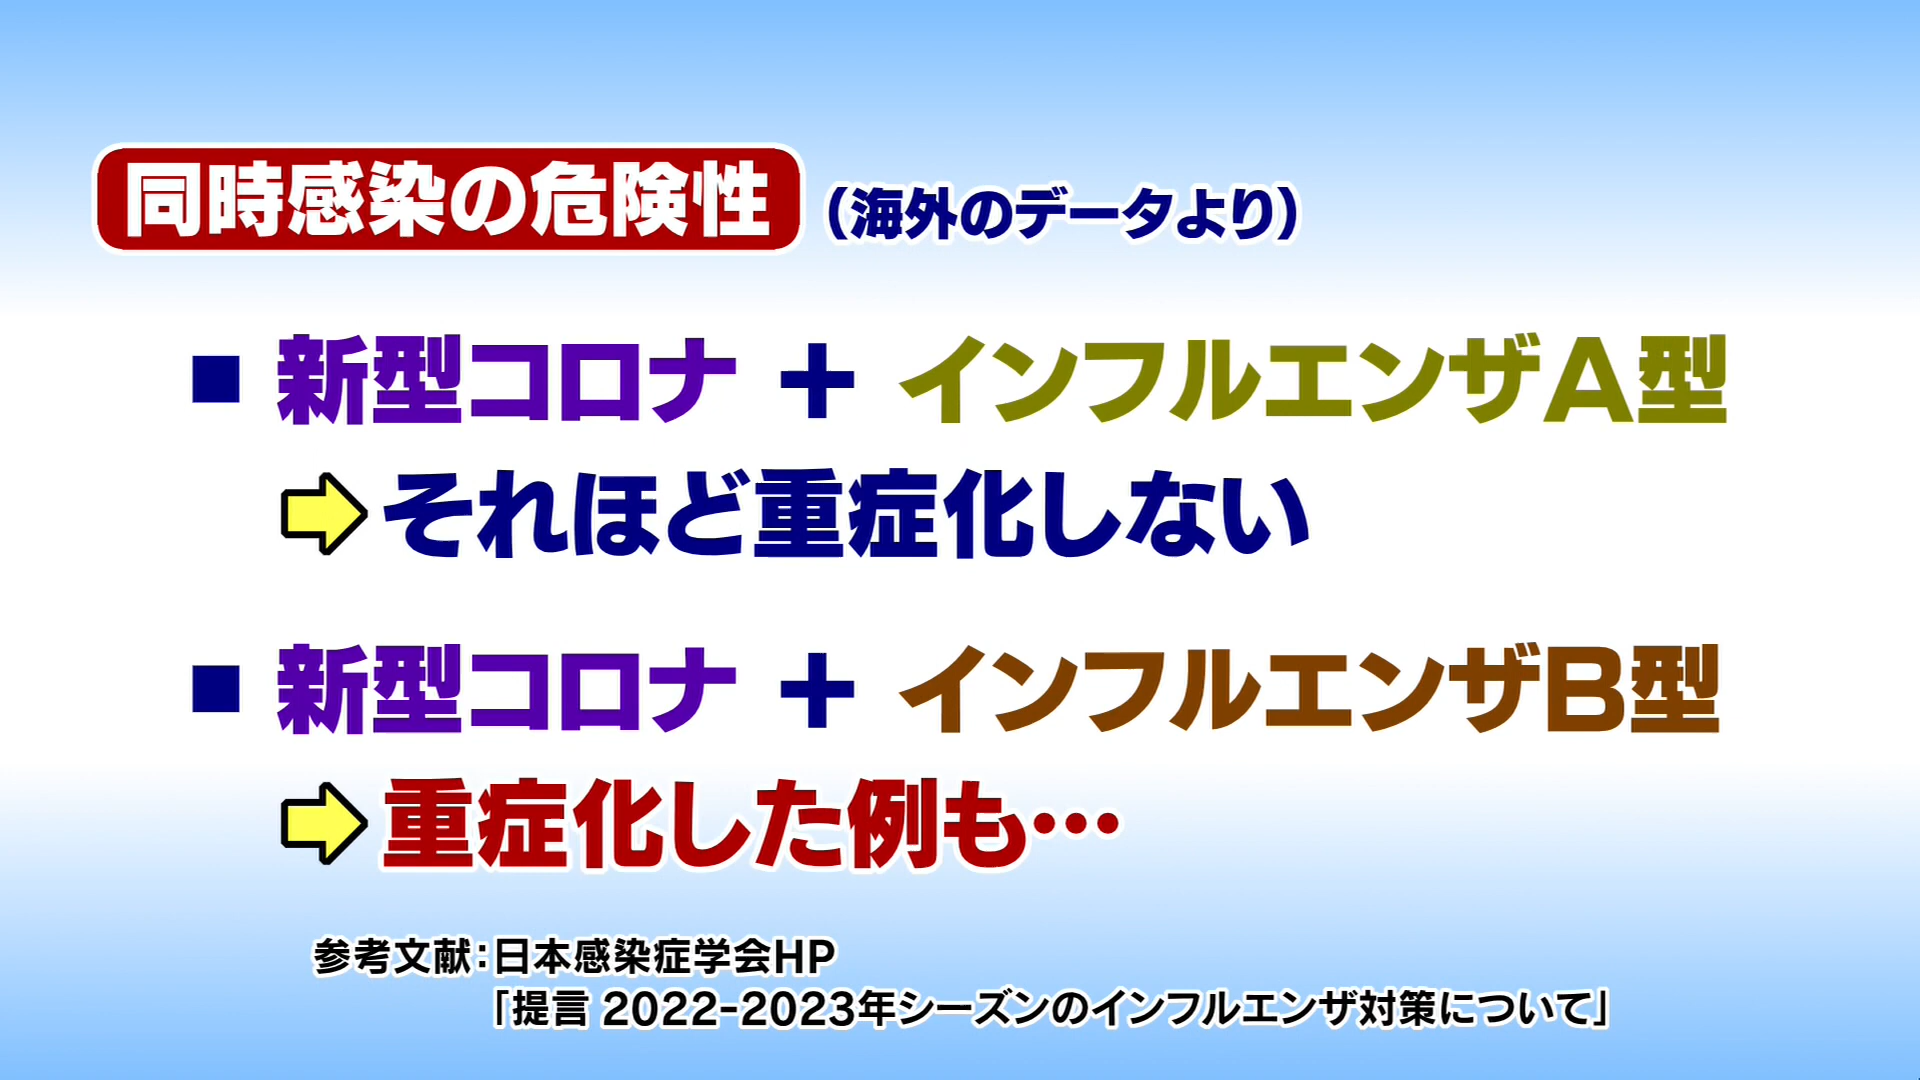 同時感染の危険性 (海外のデータより)
■ 新型コロナ + インフルエンザA型
⇨それほど重症化しない
■ 新型コロナ + インフルエンザB型
⇨重症化した例も…
参考文献:日本感染症学会HP
「提言 2022-2023年シーズンのインフルエンザ対策について」